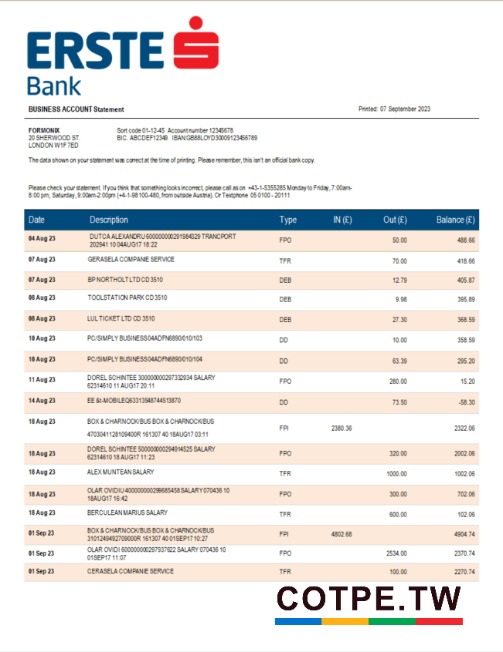 ERSTE
Bank
BUSINESS ACCOUNT Statement
Printed: 07 September 2023
FORMONIX
20 SHERWOOD ST.
LONDON W1F 7ED
Sort code 01-12-45 Account number 12345678
BIC ABCDEF12349 IBAN/GB88LOYD30009123456789
The data shown on your statement was correct at the time of printing. Please remember, this isn't an official bank copy.
Please check your statement. If you think that something looks incorrect, please call as on +43-1-5355285 Monday to Friday, 7:00am-
8:00 pm; Saturday, 9:00am-2:00pm (+4-1-98 100-480, from outside Austria). Or Textphone 05 0100 - 20111
Date Description Type IN (£) Out (£) Balance (£)
04 Aug 23 DUTCA ALEXANDRU 600000000291984329 TRANCPORT FPO 50.00 488.66
202941 10 04AUG17 16:22
07 Aug 23 GERASELA COMPANIE SERVICE TFR 70.00 418.66
07 Aug 23 BP NORTHOLT LTD CD 3510 DEB 12.79 405.87
08 Aug 23 TOOLSTATION PARK CD 3510 DEB 9.98 395.89
08 Aug 23 LUL TICKET LTD CD 3510 DEB 27.30 368.59
10 Aug 23 PC/SIMPLY BUSINESS04ADFN6890/010/103 DD 10.00 358.59
10 Aug 23 PC/SIMPLY BUSINESS04ADFN6890/010/104 DD 63.39 295.20
11 Aug 23 DOREL SCHINTEE 300000000297332934 SALARY FPO 280.00 15.20
62314610 11 AUG17 20:11
14 Aug 23 EE &t-MOBILEQ63313948744513870 DD 73.50 -58.30
18 Aug 23 BOX & CHARNOCK/BUS BOX & CHARNOCK/BUS FPI 2380.36 2322.06
4703041128109400R 161307 40 18AUG17 03:11
18 Aug 23 DOREL SCHINTEE 500000000294914525 SALARY FPO 320.00 2002.06
62314610 18 AUG17 11:23
18 Aug 23 ALEX MUNTEAN SALARY TFR 1000.00 1002.06
18 Aug 23 OLAR OVIDIU 400000000299685458 SALARY 070436 10 FPO 300.00 702.06
18AUG17 16:42
18 Aug 23 BERCULEAN MARIUS SALARY TFR 600.00 102.06
01 Sep 23 BOX & CHARNOCK/BUS BOX & CHARNOCK/BUS FPI 4802.68 4904.74
3101249492709000R 161307 40 01SEP17 10:27
01 Sep 23 OLAR OVIDI 600000000297937622 SALARY 070436 10 FPO 2534.00 2370.74
01SEP17 11:07
01 Sep 23 CERASELA COMPANIE SERVICE TFR 100.00 2270.74
COTPE.TW